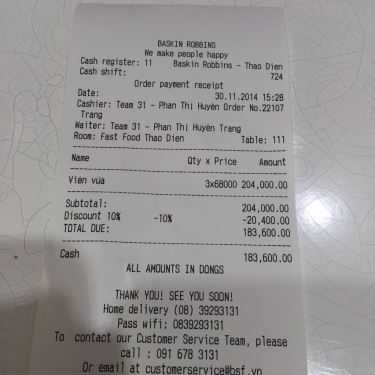 BASKIN ROBBINS
We make people happy
Cash register: 11 Baskin Robbins - Thao Dien
Cash shift: 724
Order payment receipt
Date: 30.11.2014 15:28
Cashier: Team 31 - Phan Thi Huyên Order No.22107
Trang
Waiter: Team 31 - Phan Thi Huyên Trang
Room: Fast Food Thao Dien Table: 111
Name Qty x Price Amount
Viên vừa 3x68000 204,000.00
Subtotal: 204,000.00
Discount 10% -10% -20,400.00
TOTAL DUE: 183,600.00
Cash 183,600.00
ALL AMOUNTS IN DONGS
THANK YOU! SEE YOU SOON!
Home delivery (08) 39293131
Pass wifi: 0839293131
To contact our Customer Service Team, please
call : 091 678 3131
Or email at customerservice@bsf.vn